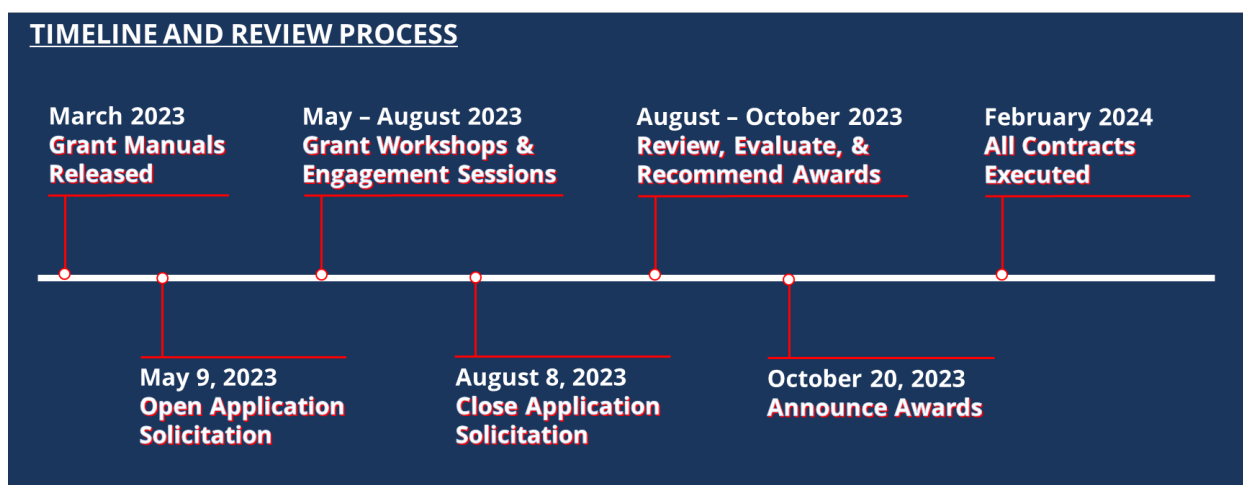 TIMELINE AND REVIEW PROCESS
March 2023
Grant Manuals
Released
May – August 2023
Grant Workshops &
Engagement Sessions
August – October 2023
Review, Evaluate, &
Recommend Awards
February 2024
All Contracts
Executed
May 9, 2023
Open Application
Solicitation
August 8, 2023
Close Application
Solicitation
October 20, 2023
Announce Awards